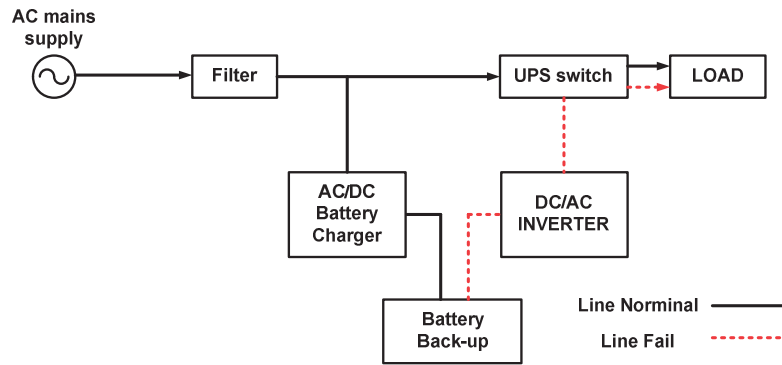 AC mains
supply
Filter
UPS switch
LOAD
AC/DC
Battery
Charger
DC/AC
INVERTER
Battery
Back-up
Line Norminal
Line Fail